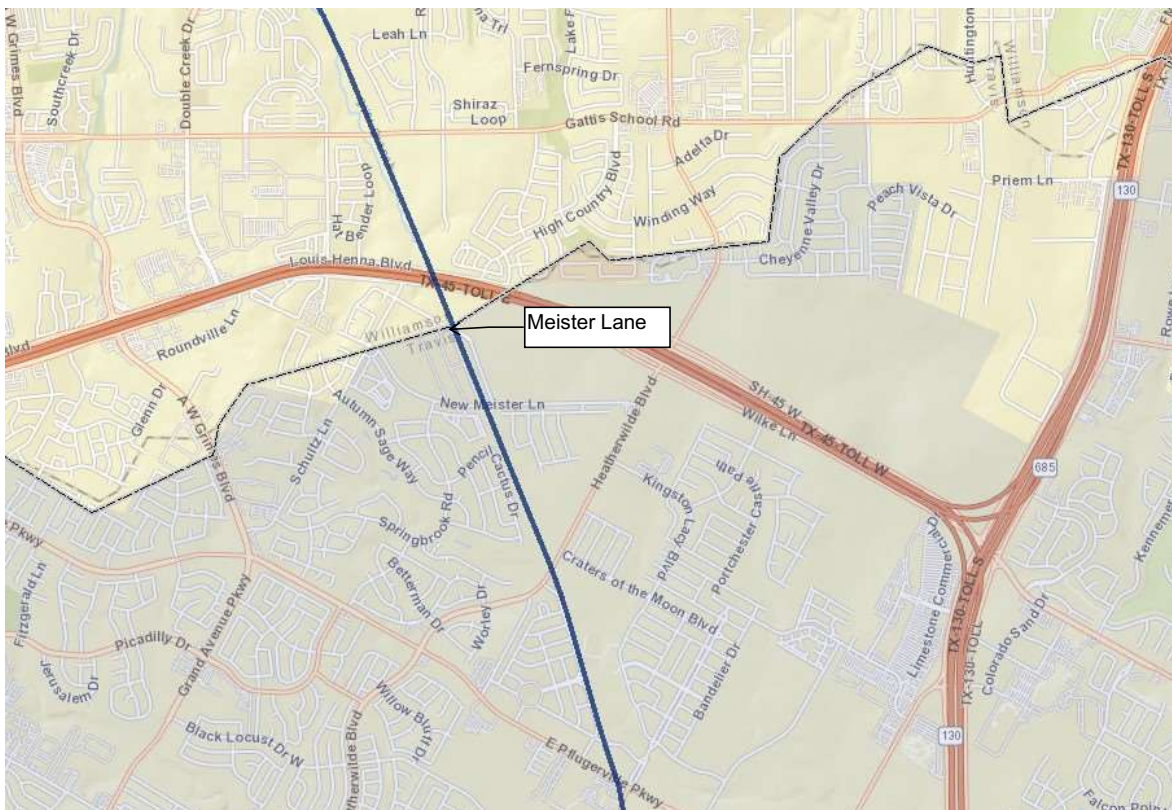 Leah Ln
Fernspring Dr
Shiraz
Loop
Gattis School Rd
Adelta Dr
Double Creek Dr
Southcreek Dr
A W Grimes Blvd
Huntington
Williamson
Travis
TX-130-TOLL S
Priem Ln
130
Peach Vista Dr
Cheyenne Valley Dr
High Country Blvd
Winding Way
Bender Loop
Louis Henna Blvd
TX-45-TOLL E
Meister Lane
Williamson
Travis
Roundville Ln
Blvd
Glenn Dr
A W Grimes Blvd
Autumn Sage Way
Schultz Ln
New Meister Ln
Pencil Cactus Dr
Springbrook Rd
Heatherwilde Blvd
SH-45 W
Wilke Ln
TX-45-TOLL W
685
Kingston Lacy Blvd
Portchester Castle Path
Craters of the Moon Blvd
Betterman Dr
Worley Dr
Pkwy
Fitzgerald Ln
Picadilly Dr
Jerusalem Dr
Grand Avenue Pkwy
Willow Bluff Dr
Black Locust Dr W
Bandelier Dr
E Pflugerville Pkwy
Limestone Commercial Dr
TX-130-TOLL S
TX-130-TOLL
Colorado Sand Dr
130